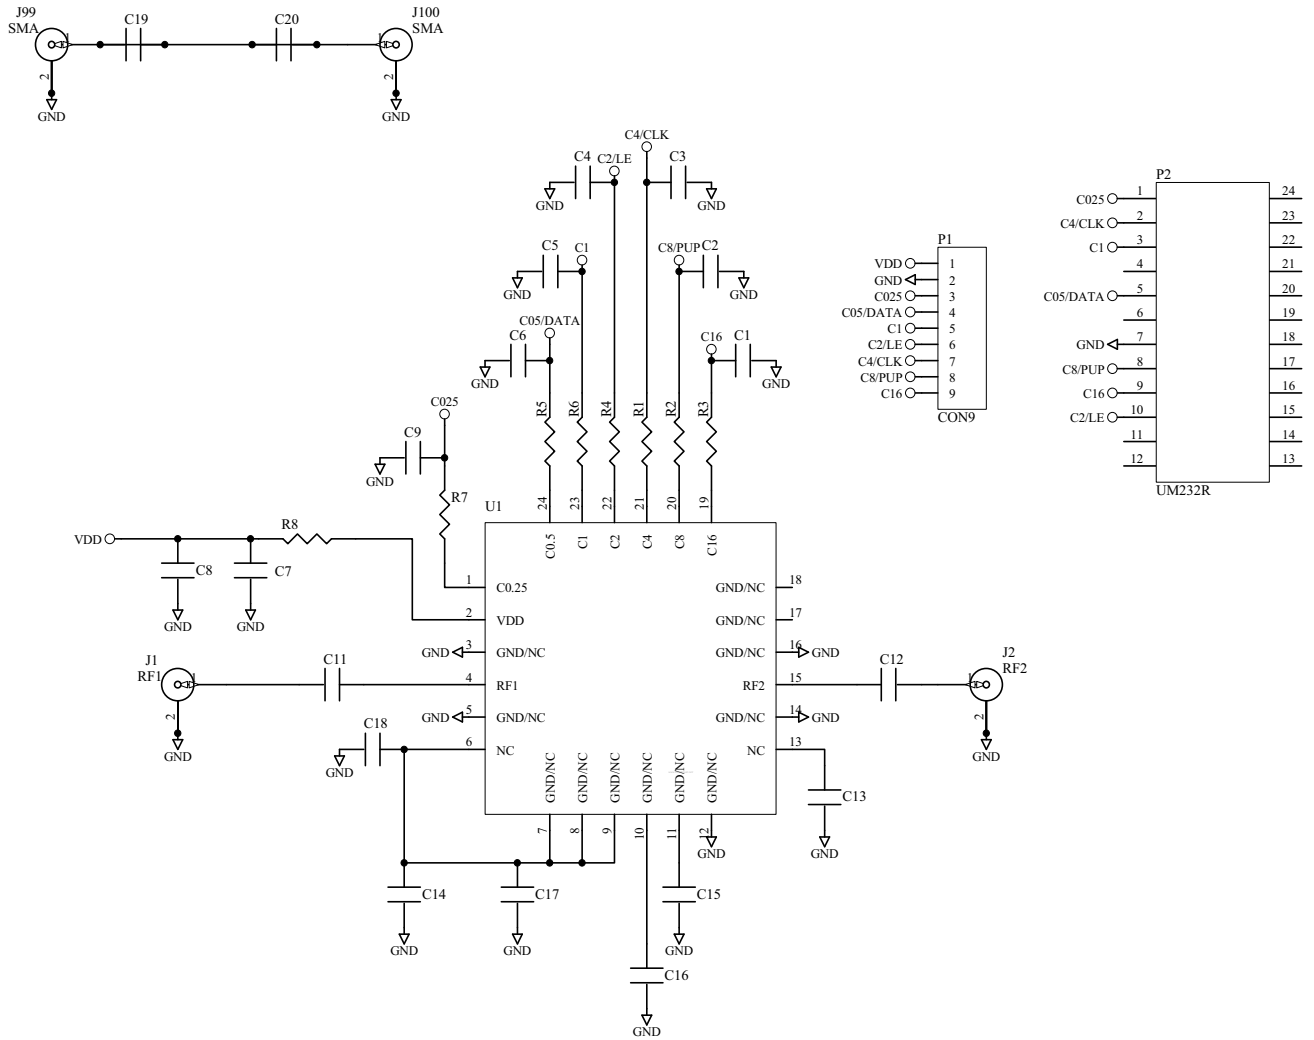 J99
SMA
C19
C20
J100
SMA
1
1
2
2
GND
GND
C4/CLK
C4
C2/LE
C3
GND
GND
C5
C1
C8/PUP
C2
GND
GND
C05/DATA
C6
C16
C1
GND
GND
C025
C9
GND
R5
R6
R4
R1
R2
R3
R7
U1
24
23
22
21
20
19
C0.5
C1
C2
C4
C8
C16
VDD
R8
C8
C7
GND
GND
1
C0.25
2
VDD
GND
3
GND/NC
4
RF1
GND
5
GND/NC
6
NC
GND/NC
18
GND/NC
17
GND/NC
16
GND
RF2
15
GND/NC
14
GND
NC
13
J1
RF1
1
2
GND
C11
C18
GND
C12
J2
RF2
1
2
GND
C13
GND
GND/NC
GND/NC
GND/NC
GND/NC
GND/NC
GND/NC
7
8
9
10
11
12
GND
C14
GND
C17
GND
C15
GND
C16
GND
P1
VDD
1
GND
2
C025
3
C05/DATA
4
C1
5
C2/LE
6
C4/CLK
7
C8/PUP
8
C16
9
CON9
P2
C025
1
24
C4/CLK
2
23
C1
3
22
4
21
C05/DATA
5
20
6
19
GND
7
18
C8/PUP
8
17
C16
9
16
C2/LE
10
15
11
14
12
13
UM232R